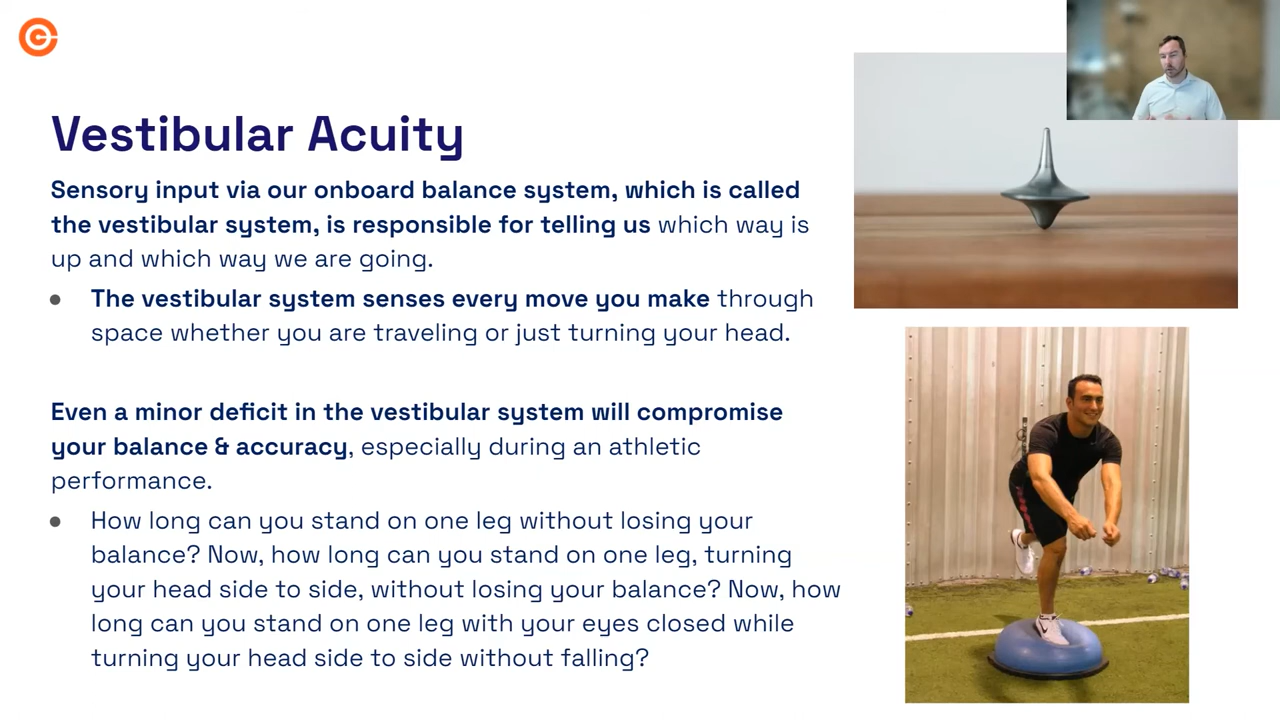 Vestibular Acuity
Sensory input via our onboard balance system, which is called
the vestibular system, is responsible for telling us which way is
up and which way we are going.
● The vestibular system senses every move you make through
space whether you are traveling or just turning your head.
Even a minor deficit in the vestibular system will compromise
your balance & accuracy, especially during an athletic
performance.
● How long can you stand on one leg without losing your
balance? Now, how long can you stand on one leg, turning
your head side to side, without losing your balance? Now, how
long can you stand on one leg with your eyes closed while
turning your head side to side without falling?